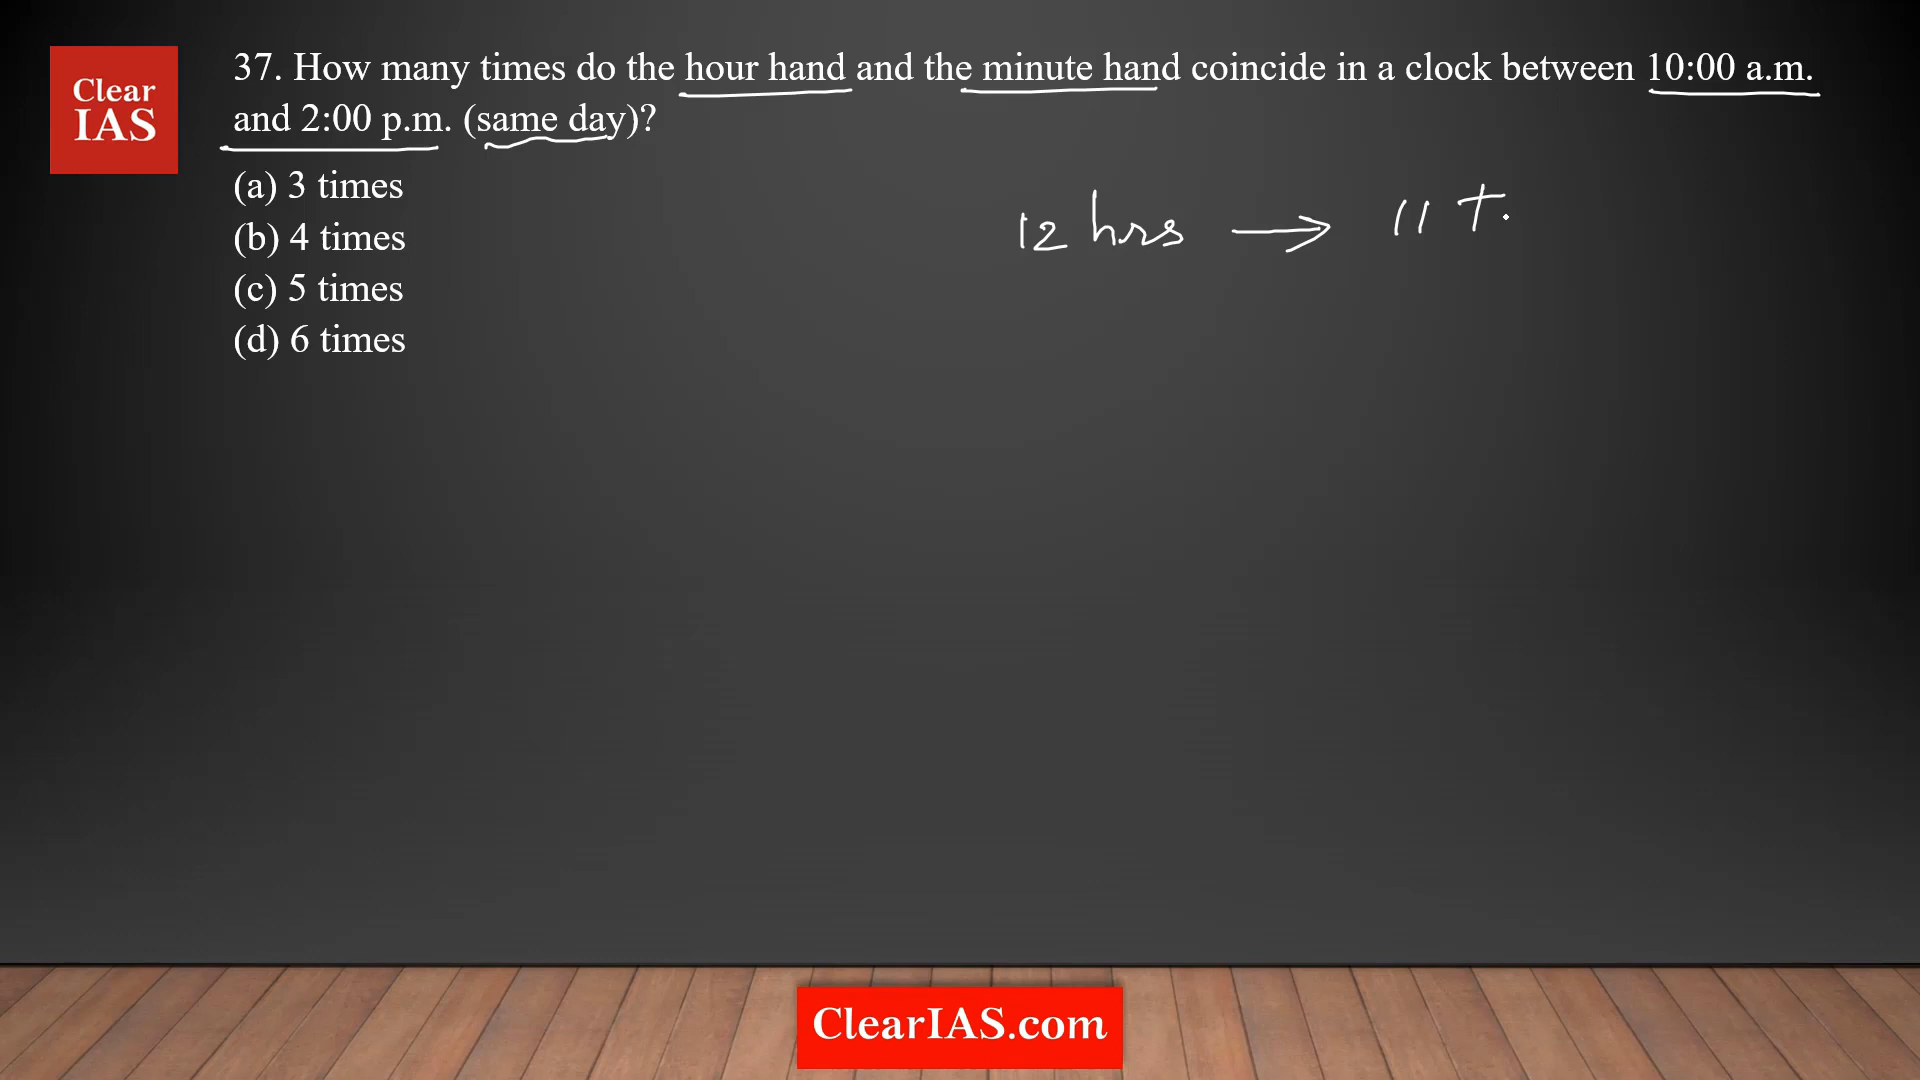 Clear
IAS
37. How many times do the hour hand and the minute hand coincide in a clock between 10:00 a.m.
and 2:00 p.m. (same day)?
(a) 3 times
(b) 4 times
(c) 5 times
(d) 6 times
12 hrs → 11 T.
ClearIAS.com